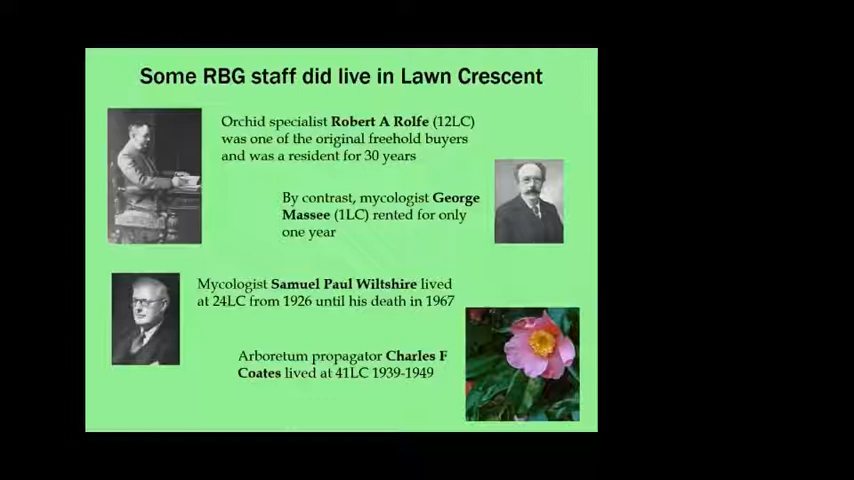 Some RBG staff did live in Lawn Crescent
Orchid specialist Robert A Rolfe (12LC)
was one of the original freehold buyers
and was a resident for 30 years
By contrast, mycologist George
Massee (1LC) rented for only
one year
Mycologist Samuel Paul Wiltshire lived
at 24LC from 1926 until his death in 1967
Arboretum propagator Charles F
Coates lived at 41LC 1939-1949